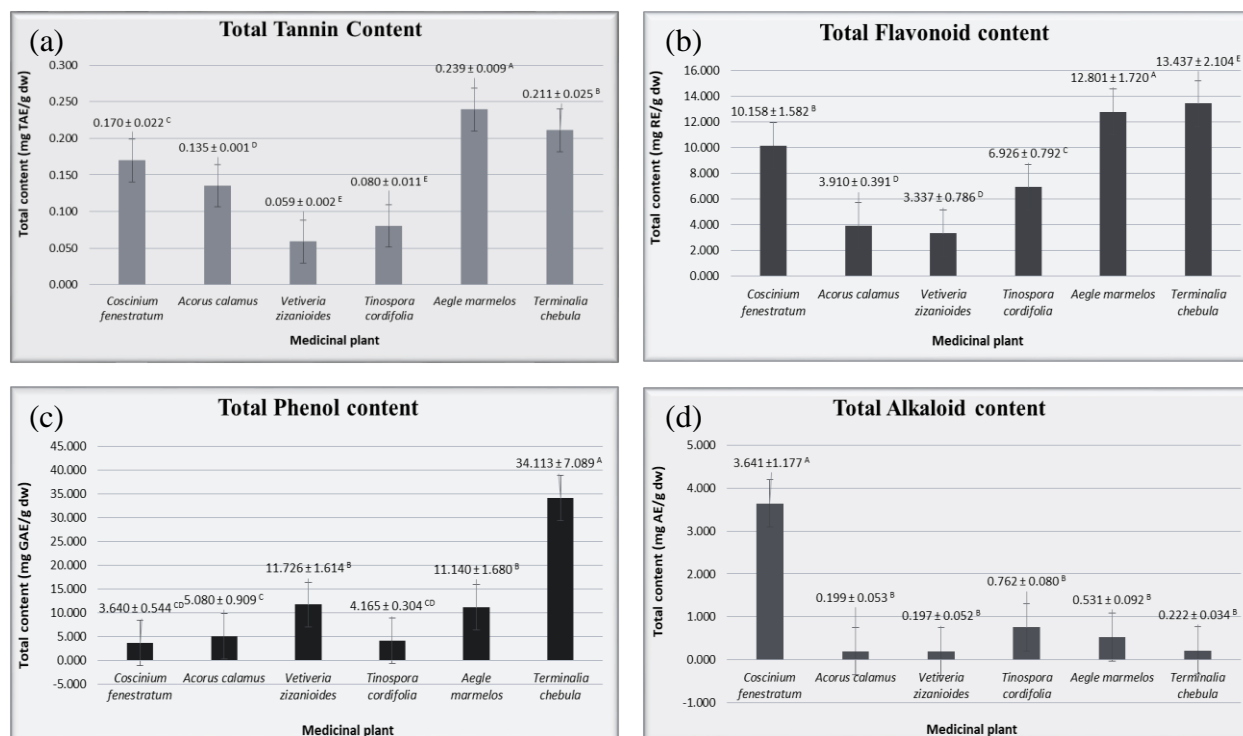 (a)
Total Tannin Content
Total content (mg TAE/g dw)
0.300
0.250
0.200
0.150
0.100
0.050
0.000
0.170 ± 0.022 C
0.135 ± 0.001 D
0.059 ± 0.002 E
0.080 ± 0.011 E
0.239 ± 0.009 A
0.211 ± 0.025 B
Coscinium fenestratum
Acorus calamus
Vetiveria zizanioides
Tinospora cordifolia
Aegle marmelos
Terminalia chebula
Medicinal plant
(b)
Total Flavonoid content
Total content (mg RE/g dw)
16.000
14.000
12.000
10.000
8.000
6.000
4.000
2.000
0.000
10.158 ± 1.582 B
3.910 ± 0.391 D
3.337 ± 0.786 D
6.926 ± 0.792 C
12.801 ± 1.720 A
13.437 ± 2.104 E
Coscinium fenestratum
Acorus calamus
Vetiveria zizanioides
Tinospora cordifolia
Aegle marmelos
Terminalia chebula
Medicinal plant
(c)
Total Phenol content
Total content (mg GAE/g dw)
45.000
40.000
35.000
30.000
25.000
20.000
15.000
10.000
5.000
0.000
-5.000
3.640 ± 0.544 CD
5.080 ± 0.909 C
11.726 ± 1.614 B
4.165 ± 0.304 CD
11.140 ± 1.680 B
34.113 ± 7.089 A
Coscinium fenestratum
Acorus calamus
Vetiveria zizanioides
Tinospora cordifolia
Aegle marmelos
Terminalia chebula
Medicinal plant
(d)
Total Alkaloid content
Total content (mg AE/g dw)
5.000
4.000
3.000
2.000
1.000
0.000
-1.000
3.641 ±1.177 A
0.199 ± 0.053 B
0.197 ± 0.052 B
0.762 ± 0.080 B
0.531 ± 0.092 B
0.222 ± 0.034 B
Coscinium fenestratum
Acorus calamus
Vetiveria zizanioides
Tinospora cordifolia
Aegle marmelos
Terminalia chebula
Medicinal plant